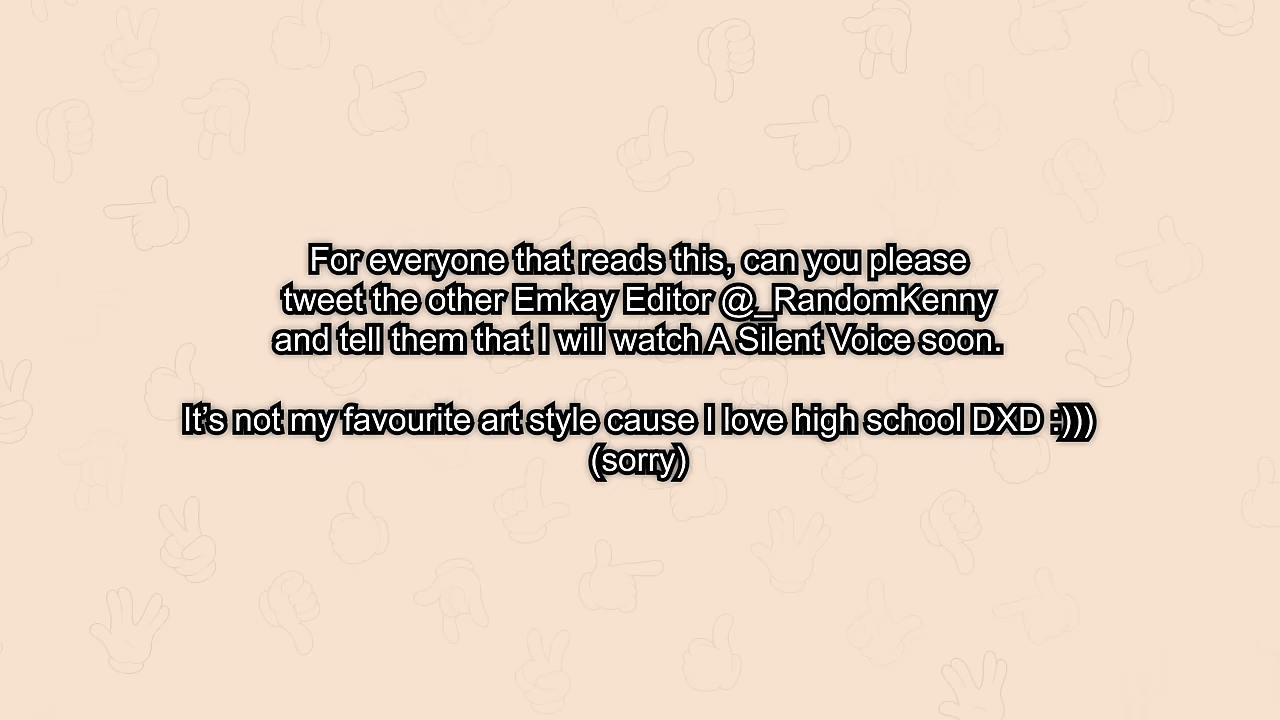 For everyone that reads this, can you please
tweet the other Emkay Editor @_RandomKenny
and tell them that I will watch A Silent Voice soon.
It’s not my favourite art style cause I love high school DXD :)))
(sorry)